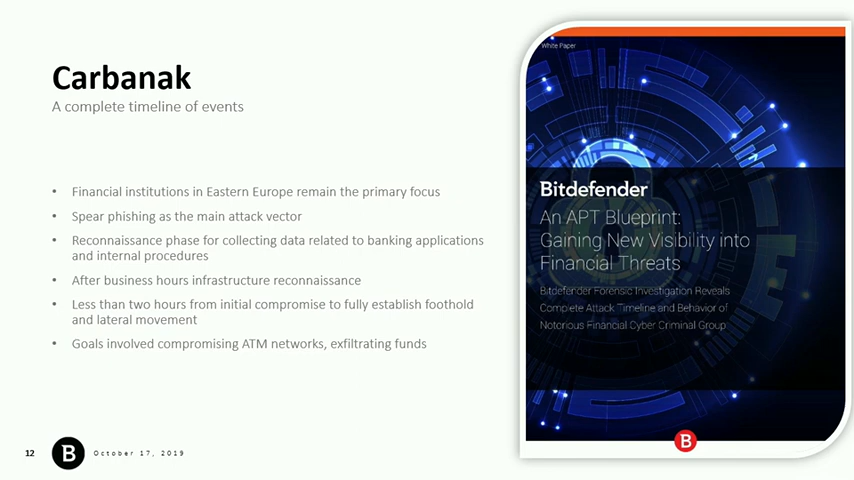 Carbanak
A complete timeline of events
• Financial institutions in Eastern Europe remain the primary focus
• Spear phishing as the main attack vector
• Reconnaissance phase for collecting data related to banking applications
and internal procedures
• After business hours infrastructure reconnaissance
• Less than two hours from initial compromise to fully establish foothold
and lateral movement
• Goals involved compromising ATM networks, exfiltrating funds
12
B
October 17, 2019
White Paper
Bitdefender
An APT Blueprint:
Gaining New Visibility into
Financial Threats
Bitdefender Forensic Investigation Reveals
Complete Attack Timeline and Behavior of
Notorious Financial Cyber Criminal Group
B